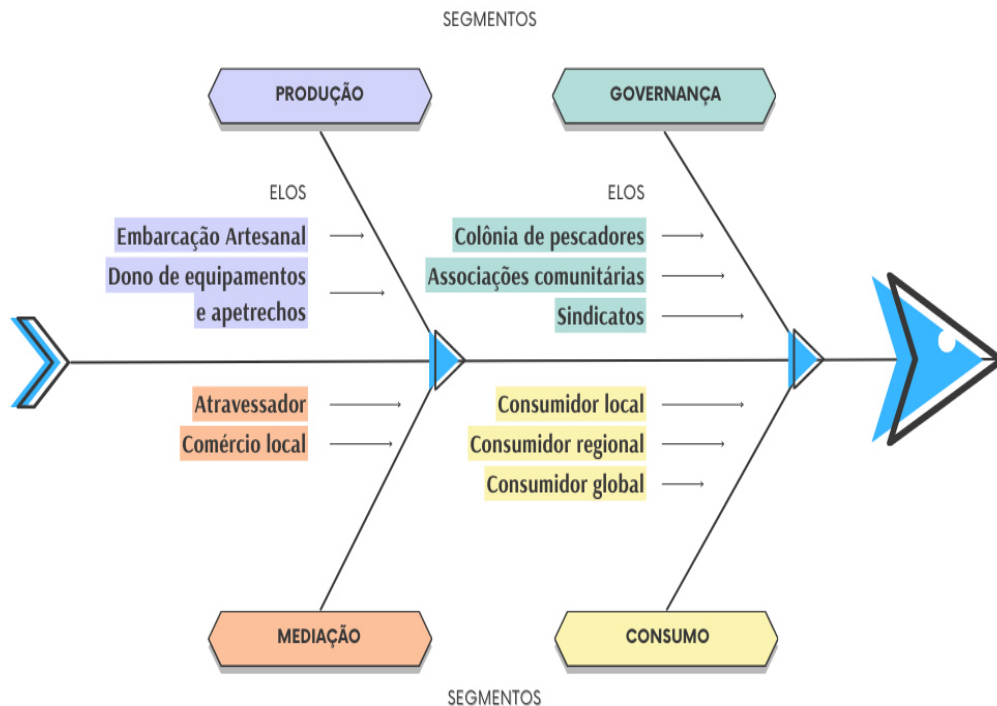 SEGMENTOS
PRODUÇÃO
GOVERNANÇA
ELOS
Embarcação Artesanal
Dono de equipamentos
e apetrechos
ELOS
Colônia de pescadores
Associações comunitárias
Sindicatos
Atravessador
Comércio local
Consumidor local
Consumidor regional
Consumidor global
MEDIAÇÃO
CONSUMO
SEGMENTOS